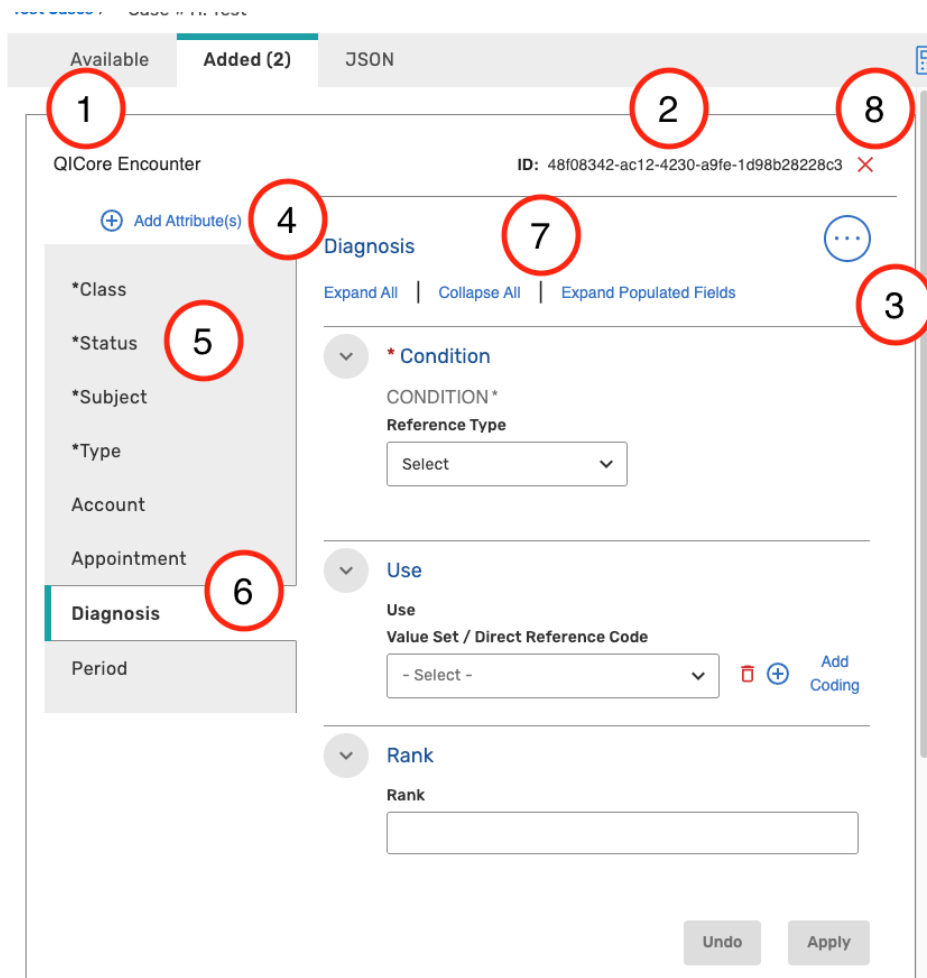 Available Added (2) JSON
1 2 8
QICore Encounter ID: 48f08342-ac12-4230-a9fe-1d98b28228c3
Add Attribute(s) 4 7
Diagnosis
*Class Expand All | Collapse All | Expand Populated Fields 3
*Status 5 * Condition
*Subject CONDITION*
Reference Type
*Type Select
Account
Appointment Use
6
Diagnosis Use
Value Set / Direct Reference Code
Period - Select - Add
Coding
Rank
Rank
Undo Apply